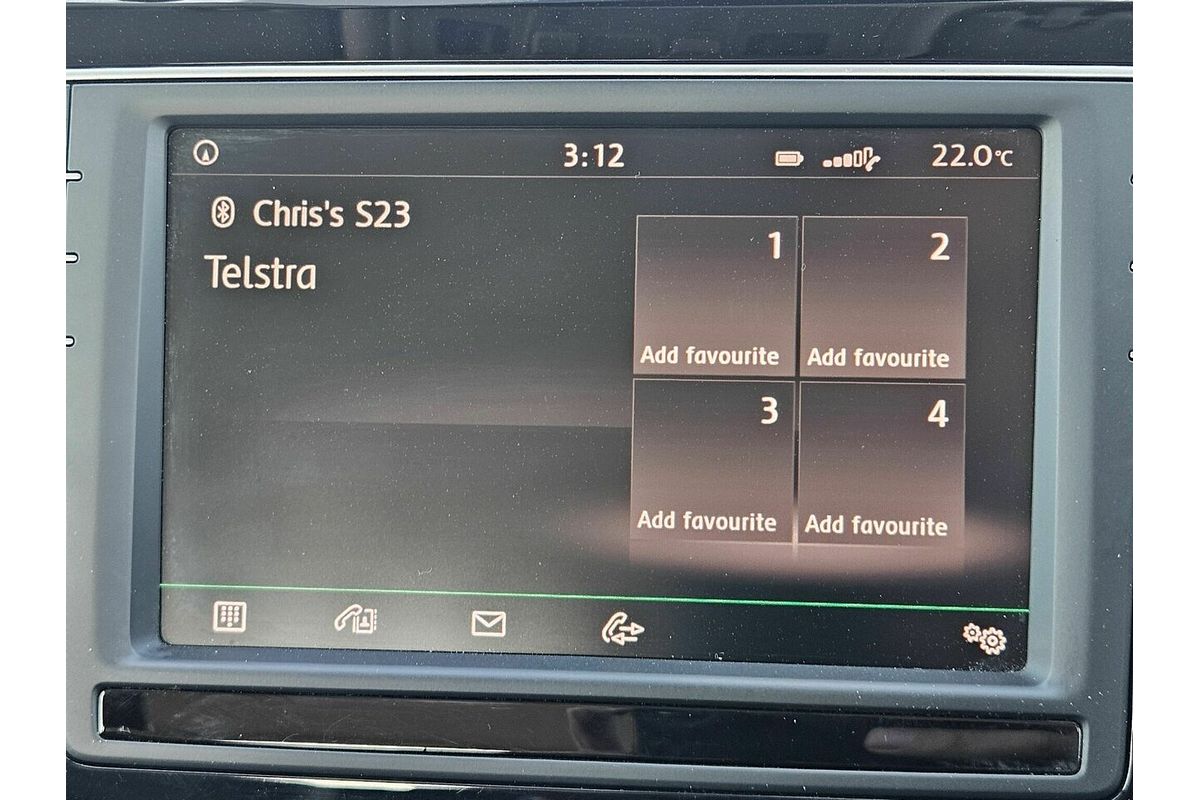 3:12
22.0°C
Chris's S23
Telstra
1
2
Add favourite
Add favourite
3
4
Add favourite
Add favourite